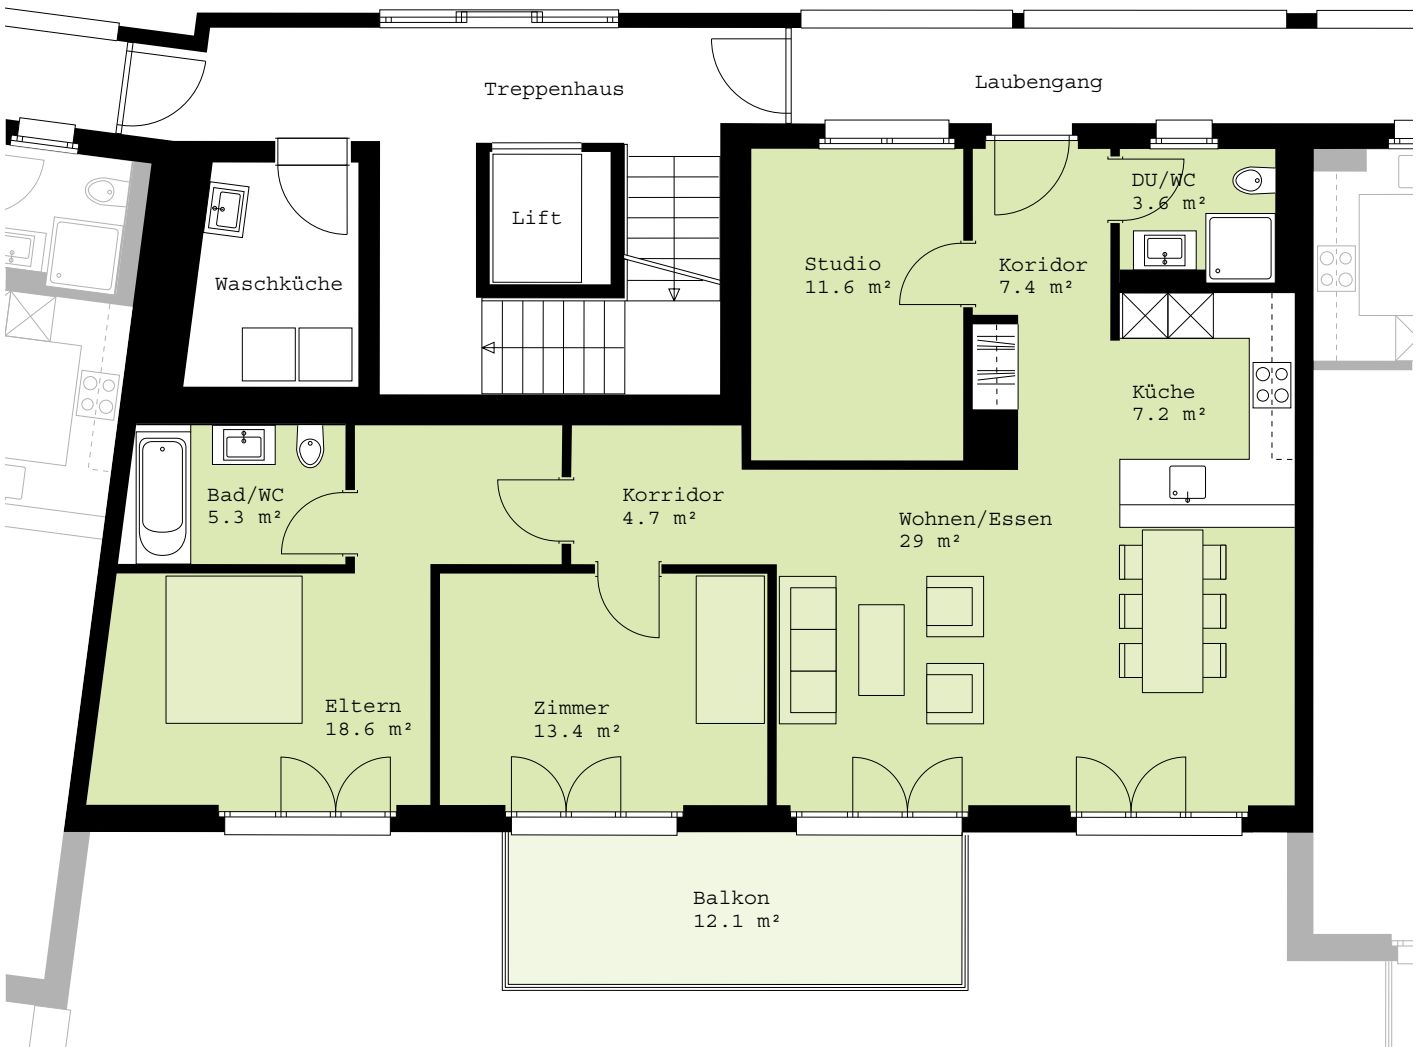 Treppenhaus
Laubengang
DU/WC
3.6 m²
Lift
Studio
11.6 m²
Koridor
7.4 m²
Waschküche
Küche
7.2 m²
Bad/WC
5.3 m²
Korridor
4.7 m²
Wohnen/Essen
29 m²
Eltern
18.6 m²
Zimmer
13.4 m²
Balkon
12.1 m²